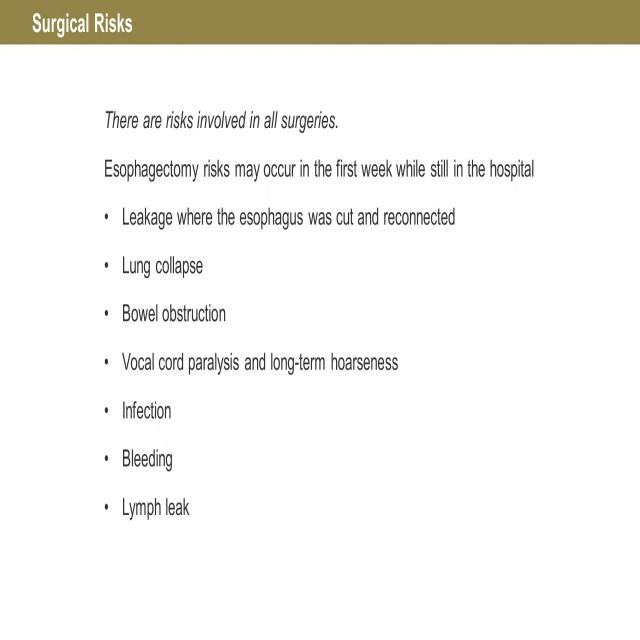 Surgical Risks
There are risks involved in all surgeries.
Esophagectomy risks may occur in the first week while still in the hospital
• Leakage where the esophagus was cut and reconnected
• Lung collapse
• Bowel obstruction
• Vocal cord paralysis and long-term hoarseness
• Infection
• Bleeding
• Lymph leak